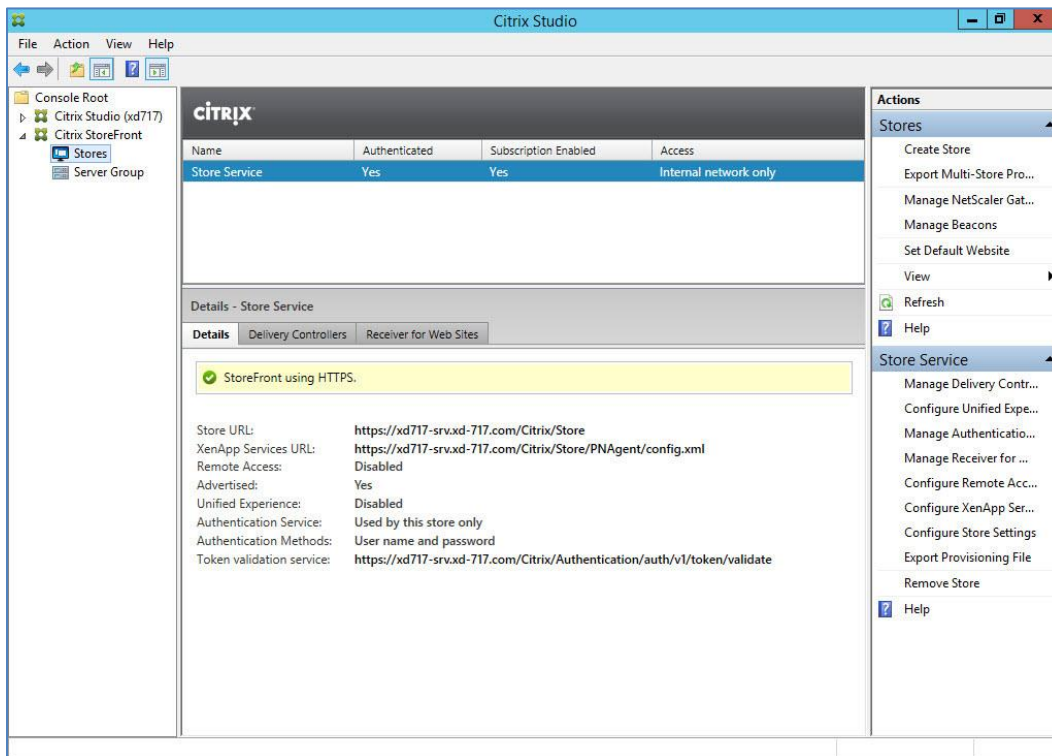 Citrix Studio
File Action View Help
Console Root
Citrix Studio (xd717)
Citrix StoreFront
Stores
Server Group
CİTRIX
Name Authenticated Subscription Enabled Access
Store Service Yes Yes Internal network only
Details - Store Service
Details Delivery Controllers Receiver for Web Sites
StoreFront using HTTPS.
Store URL: https://xd717-srv.xd-717.com/Citrix/Store
XenApp Services URL: https://xd717-srv.xd-717.com/Citrix/Store/PNAgent/config.xml
Remote Access: Disabled
Advertised: Yes
Unified Experience: Disabled
Authentication Service: Used by this store only
Authentication Methods: User name and password
Token validation service: https://xd717-srv.xd-717.com/Citrix/Authentication/auth/v1/token/validate
Actions
Stores
Create Store
Export Multi-Store Pro...
Manage NetScaler Gat...
Manage Beacons
Set Default Website
View
Refresh
Help
Store Service
Manage Delivery Contr...
Configure Unified Expe...
Manage Authenticatio...
Manage Receiver for ...
Configure Remote Acc...
Configure XenApp Ser...
Configure Store Settings
Export Provisioning File
Remove Store
Help